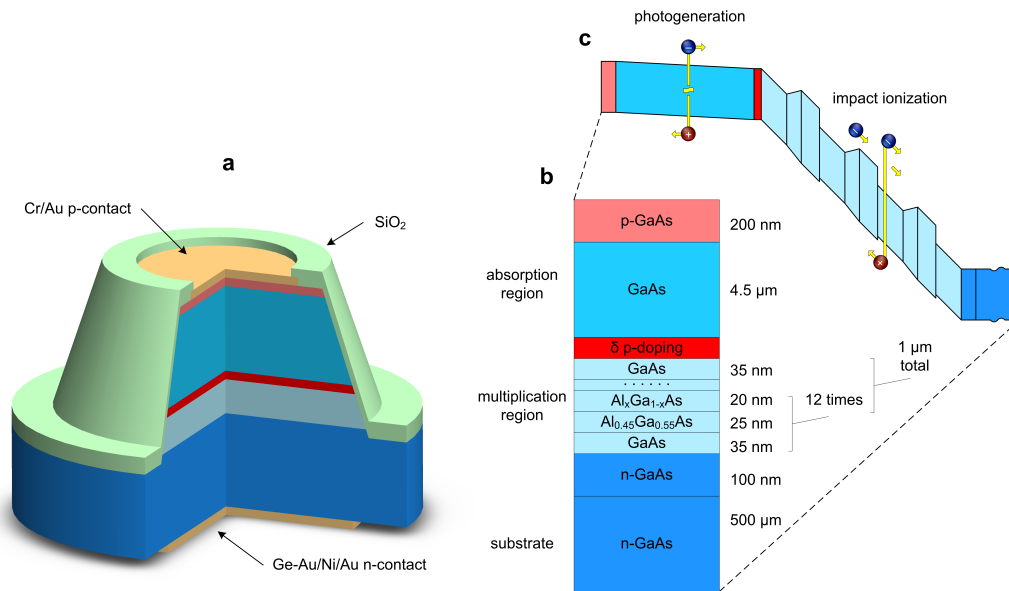 a
Cr/Au p-contact
SiO₂
Ge-Au/Ni/Au n-contact
b
p-GaAs
200 nm
absorption
region
GaAs
4.5 µm
δ p-doping
multiplication
region
GaAs
35 nm
. . . . . .
AlₓGa₁₋ₓAs
20 nm
Al₀.₄₅Ga₀.₅₅As
25 nm
GaAs
35 nm
12 times
1 µm
total
n-GaAs
100 nm
substrate
n-GaAs
500 µm
c
photogeneration
−
+
impact ionization
−
−
+